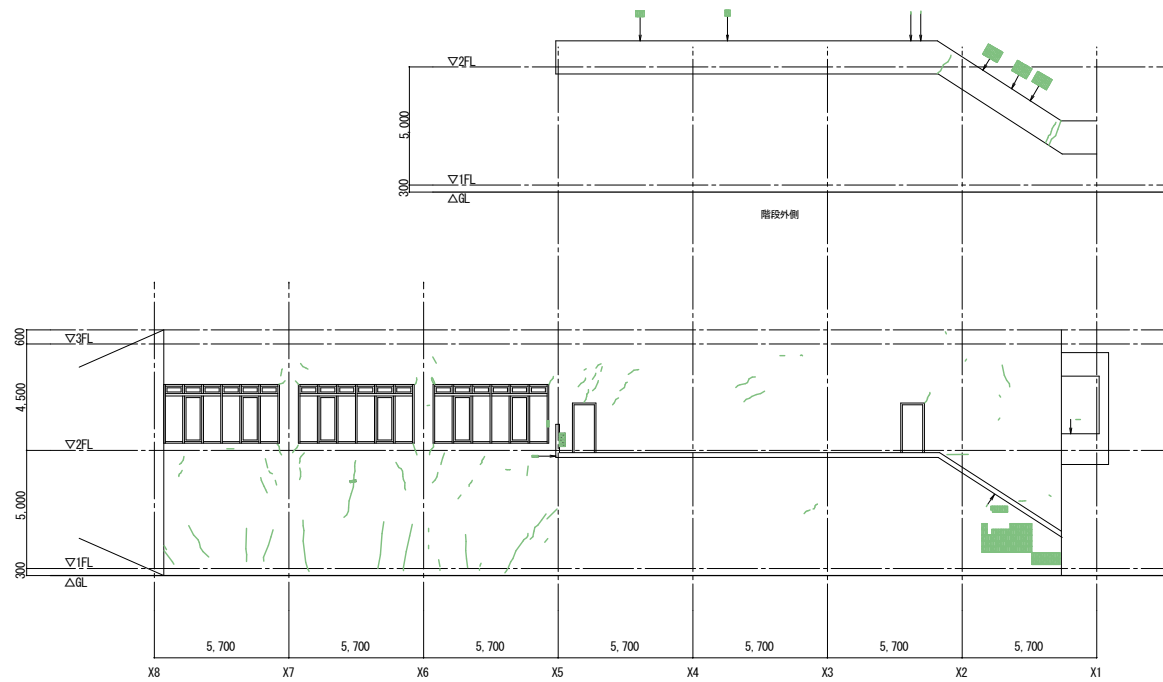 ▽2FL
5,000
▽1FL
300
△GL
階段外側
600
▽3FL
4,500
▽2FL
5,000
▽1FL
300
△GL
5,700 5,700 5,700 5,700 5,700 5,700 5,700
X8 X7 X6 X5 X4 X3 X2 X1